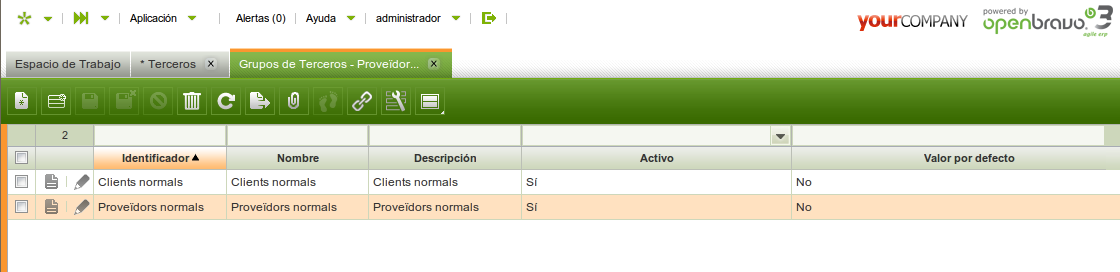 Aplicación Alertas (0) Ayuda administrador yourCOMPANY powered by openbravo 3 agile erp
Espacio de Trabajo * Terceros x Grupos de Terceros - Proveïdor... x
2
Identificador Nombre Descripción Activo Valor por defecto
Clients normals Clients normals Clients normals Sí No
Proveïdors normals Proveïdors normals Proveïdors normals Sí No